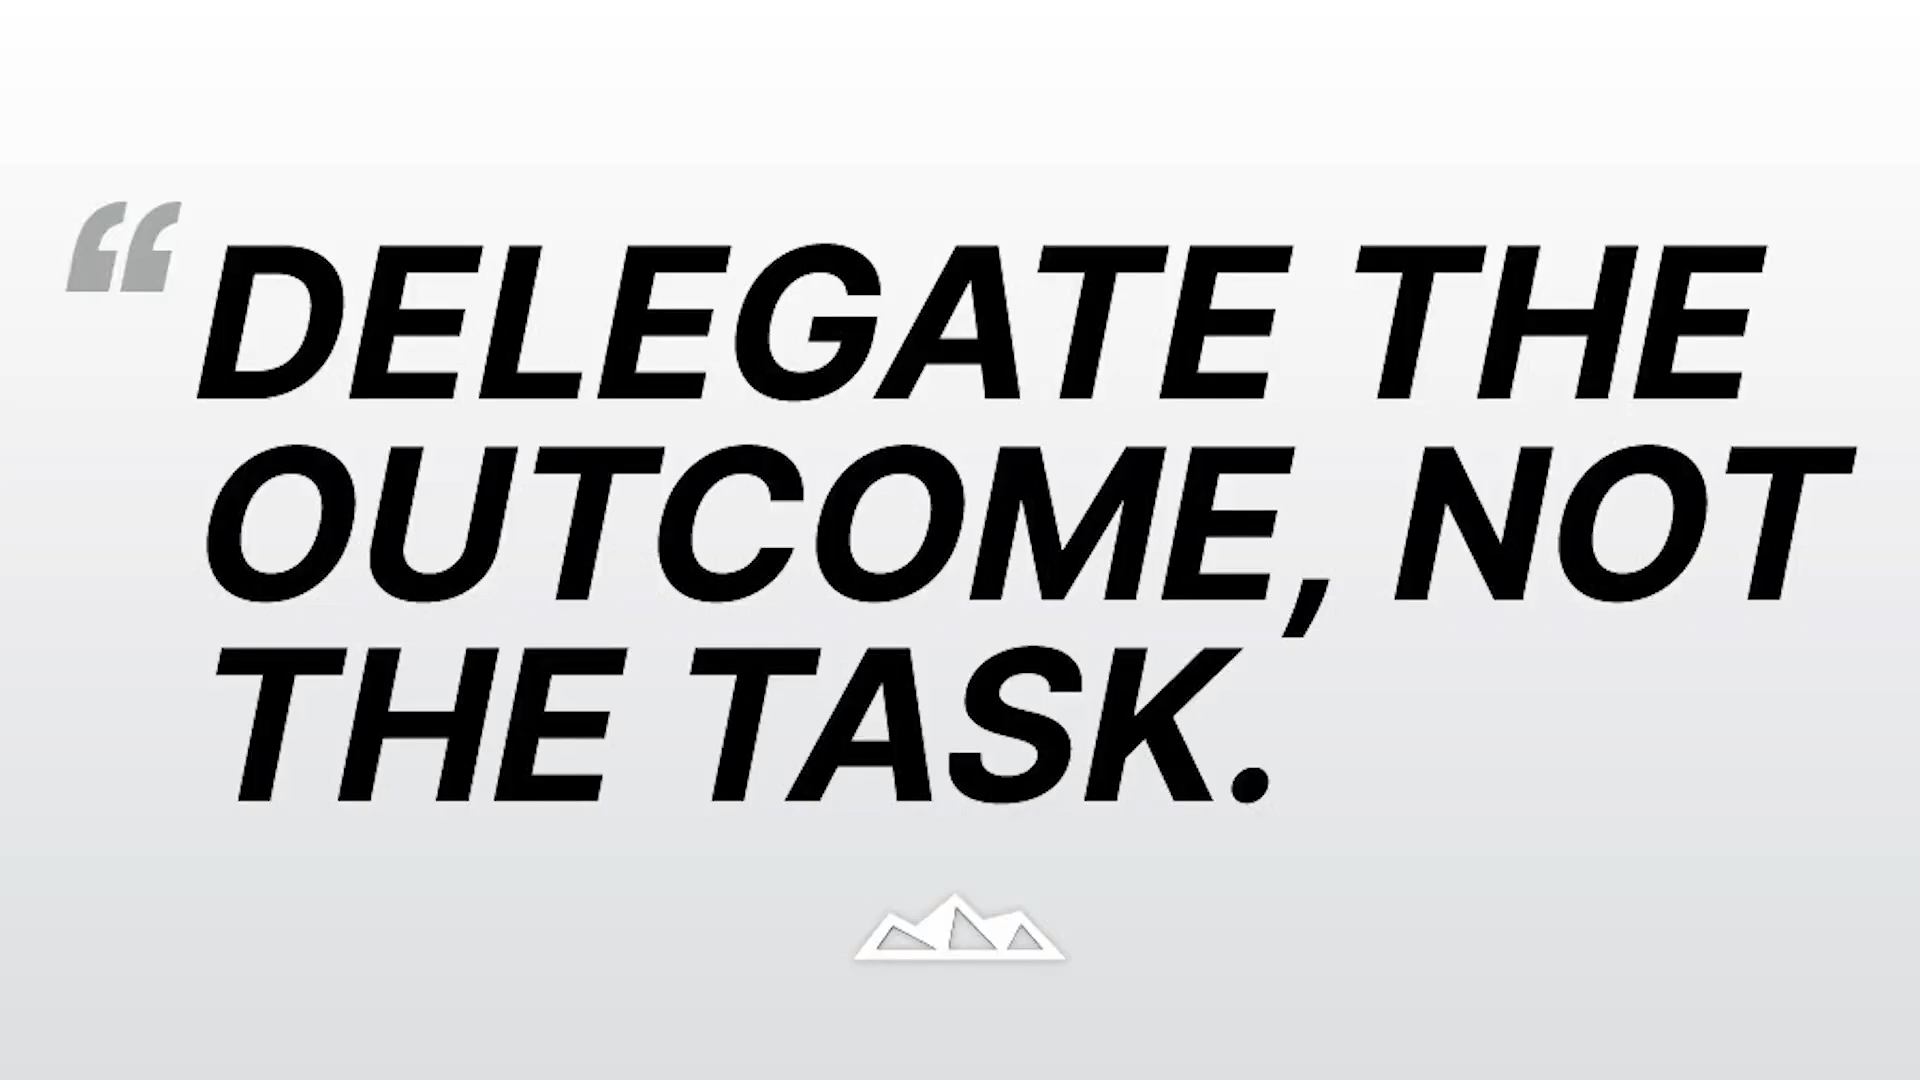 “DELEGATE THE
OUTCOME, NOT
THE TASK.